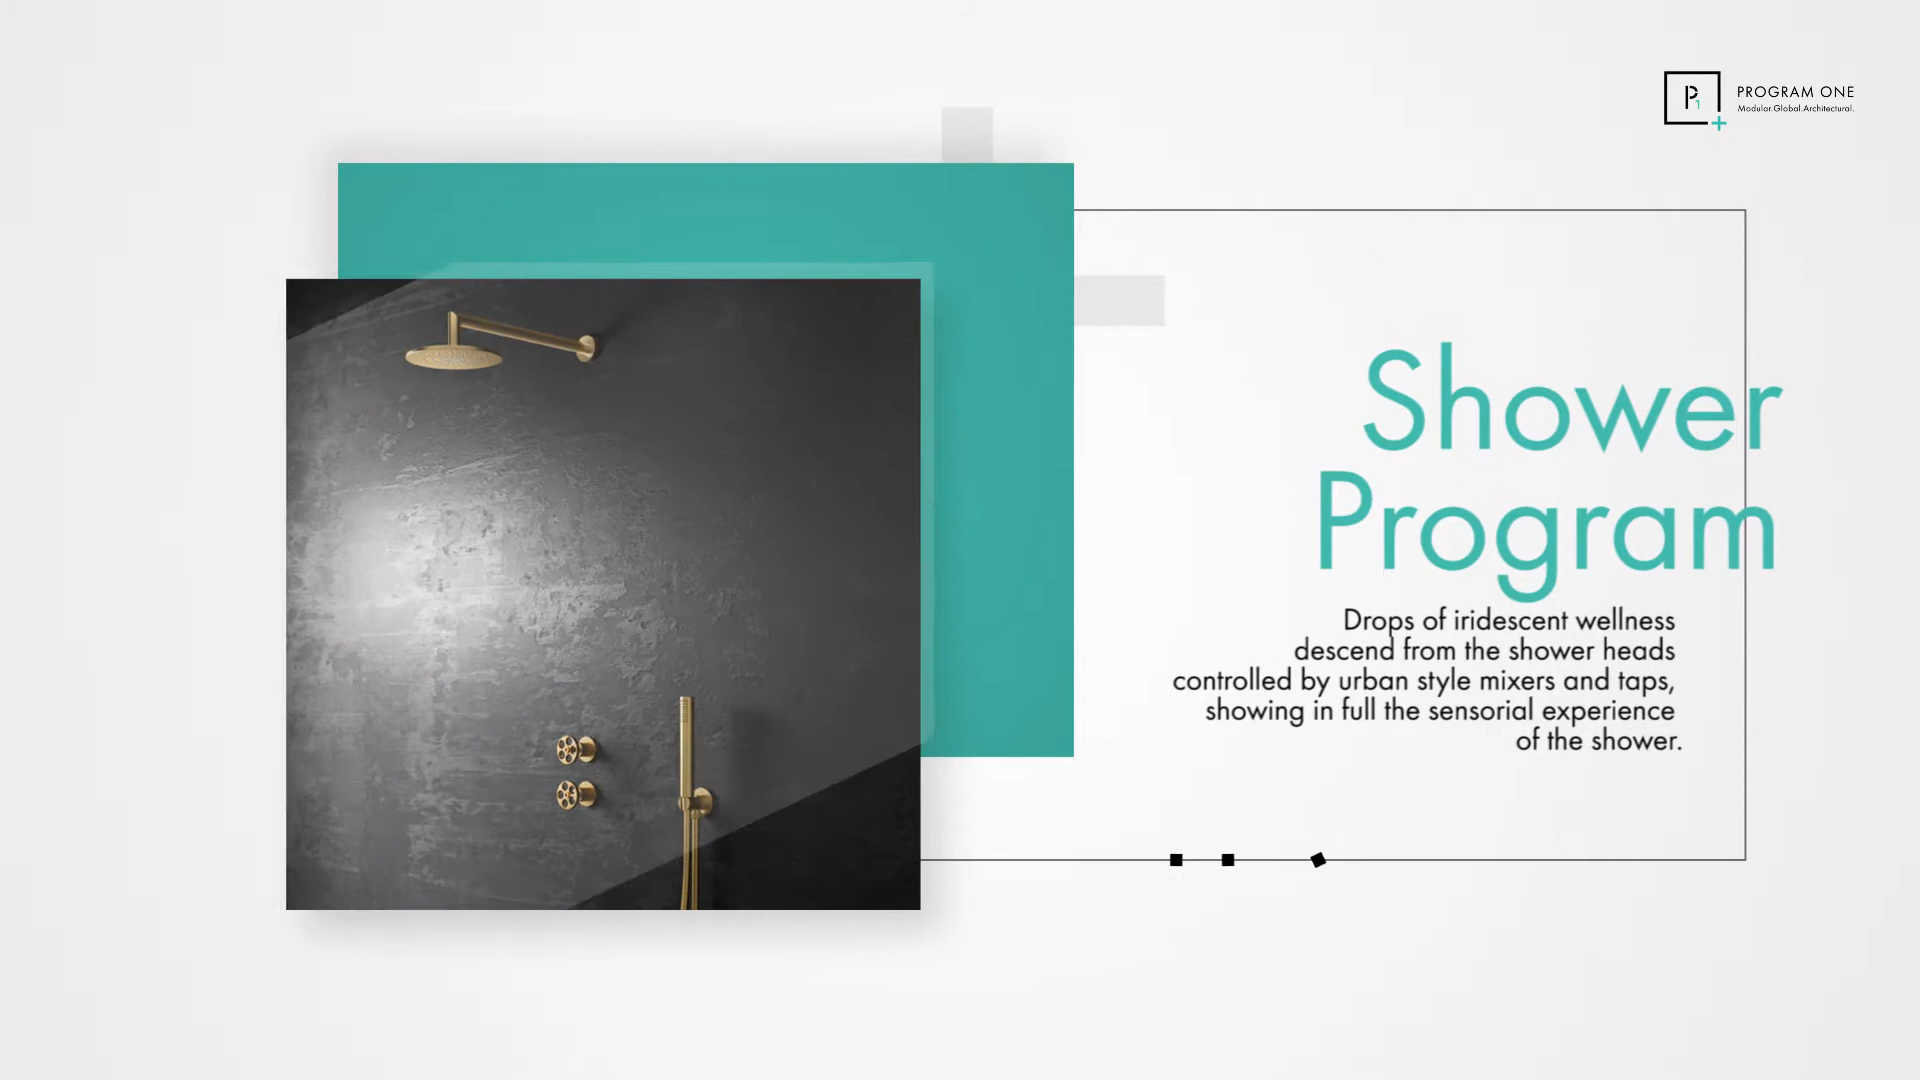 P1
PROGRAM ONE
Modular.Global.Architectural.
Shower
Program
Drops of iridescent wellness
descend from the shower heads
controlled by urban style mixers and taps,
showing in full the sensorial experience
of the shower.